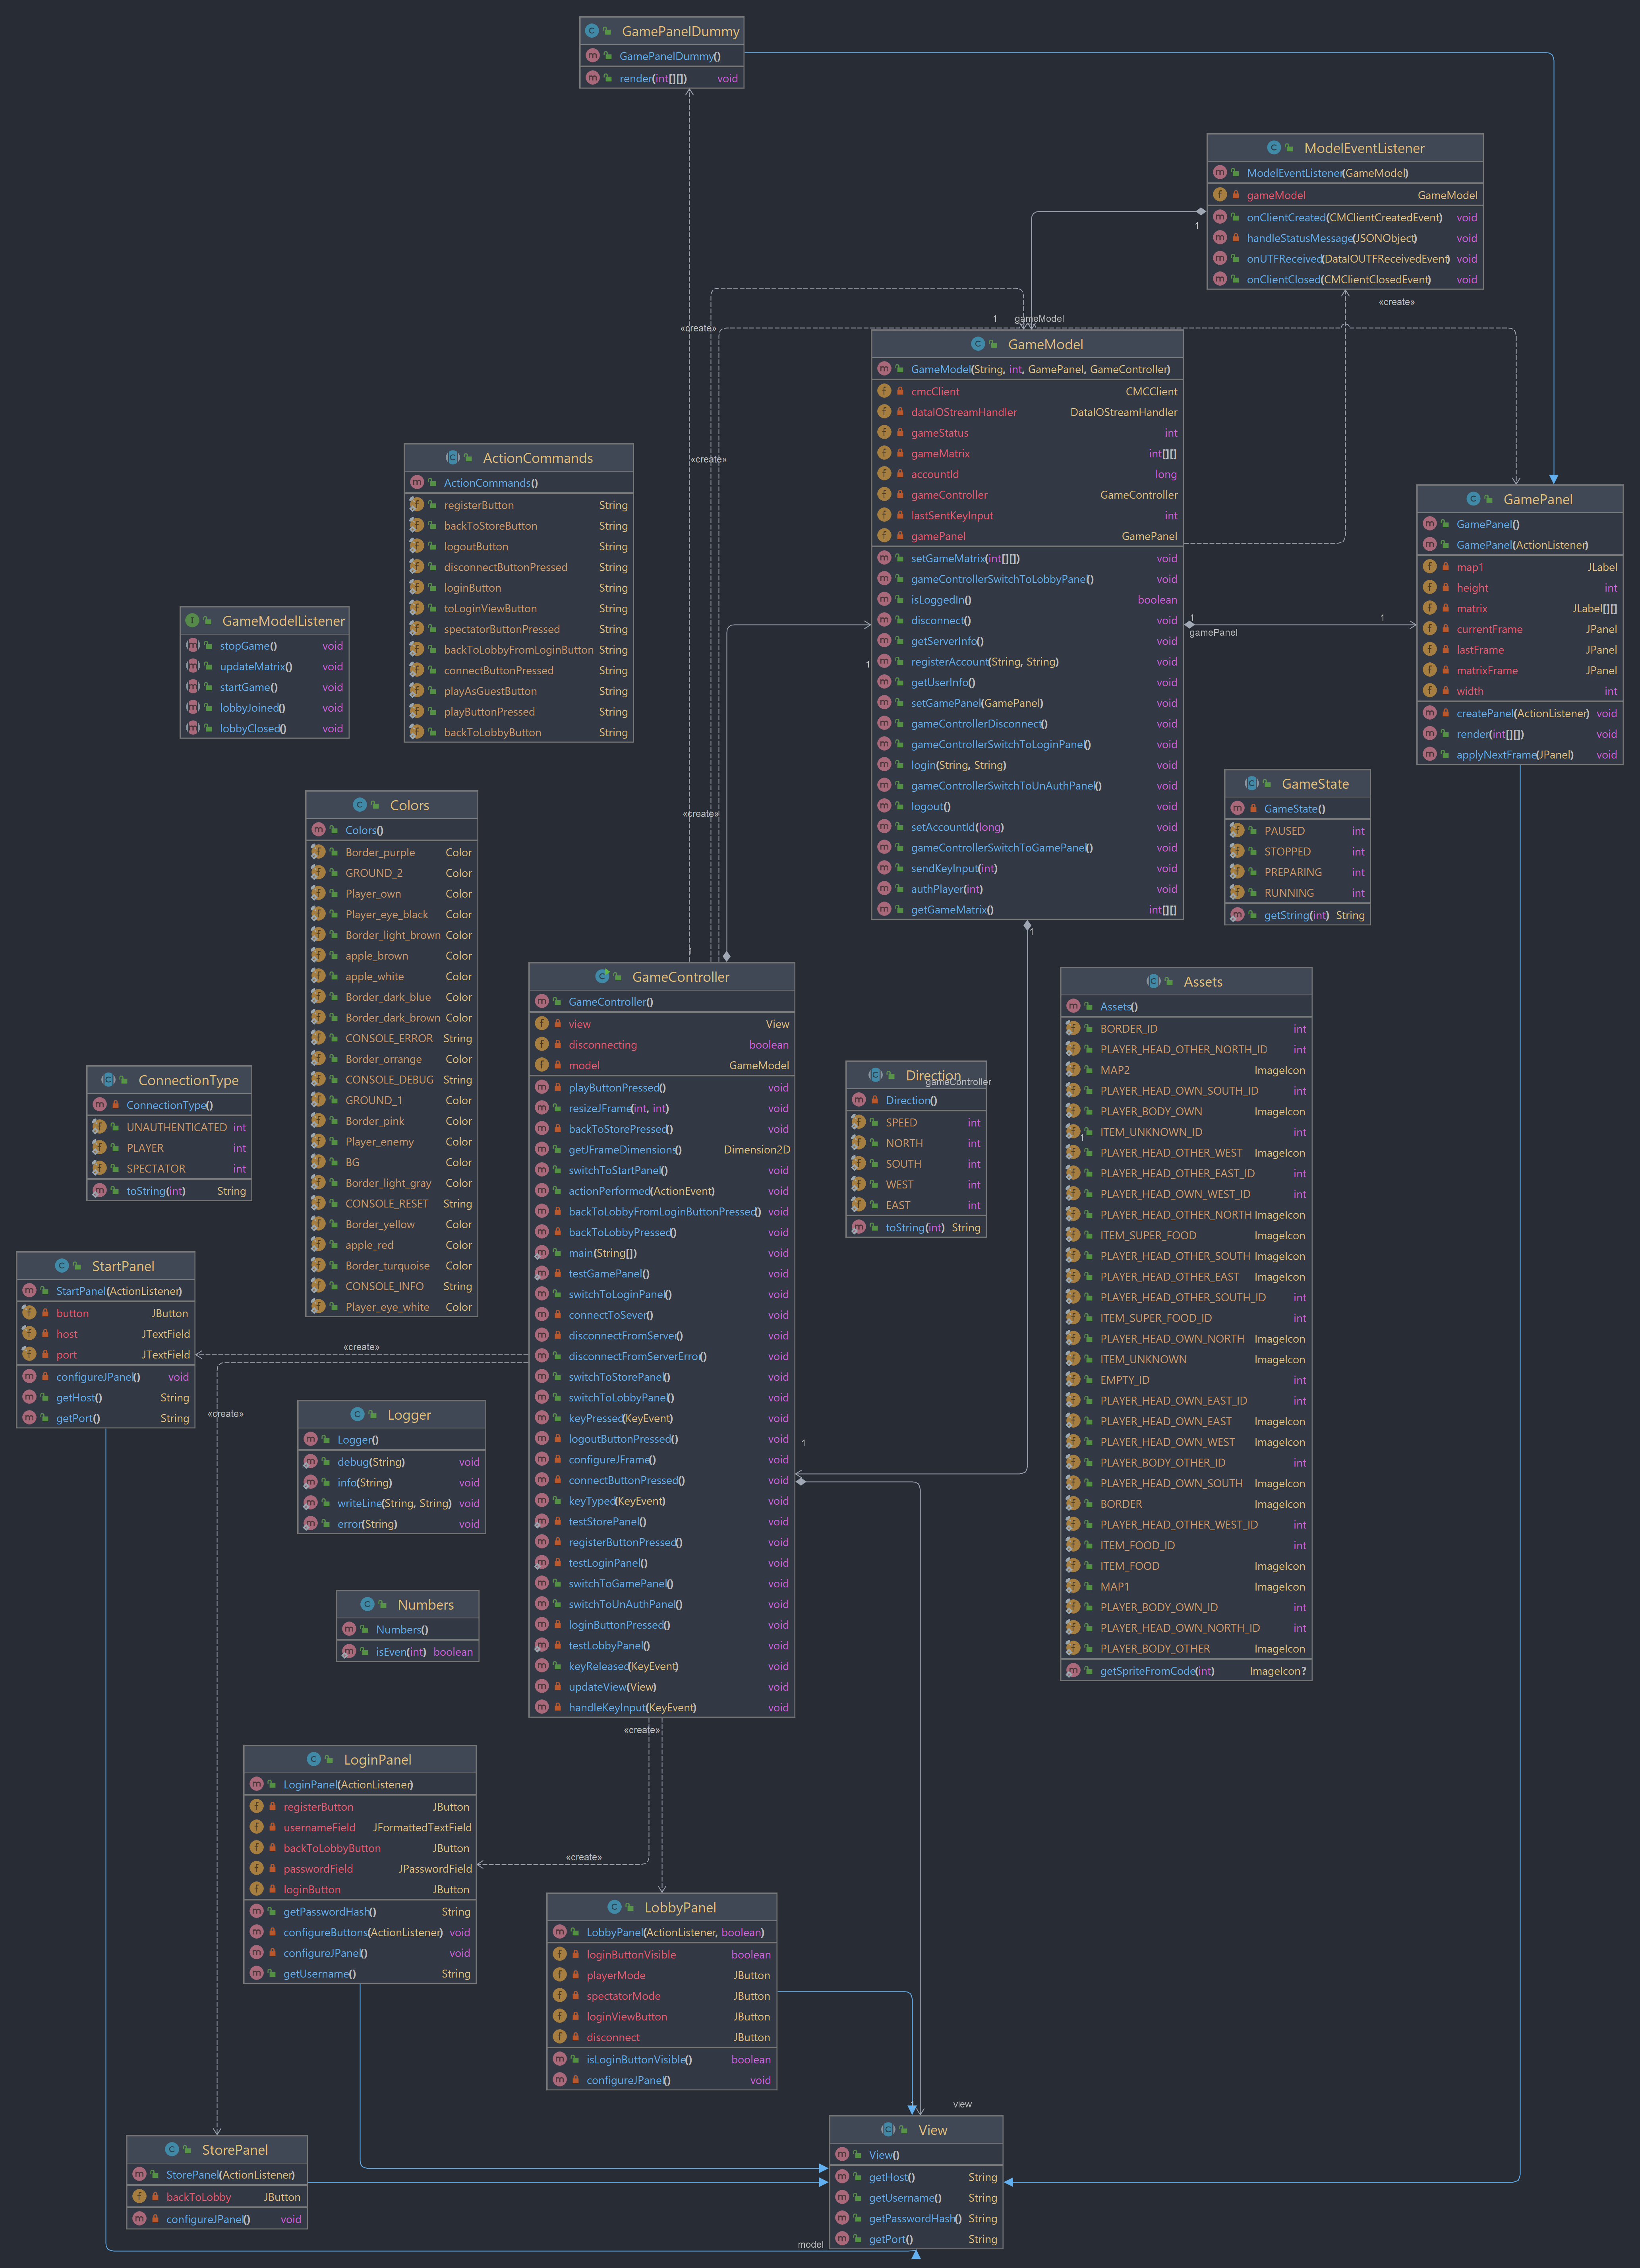 GamePanelDummy
GamePanelDummy()
render(int[][]) void
ModelEventListener
ModelEventListener(GameModel)
gameModel GameModel
onClientCreated(CMClientCreatedEvent) void
handleStatusMessage(JSONObject) void
onUTFReceived(DataIOUTFReceivedEvent) void
onClientClosed(CMClientClosedEvent) void
1
«create»
«create»
1 gameModel
GameModel
GameModel(String, int, GamePanel, GameController)
cmcClient CMCClient
dataIOStreamHandler DataIOStreamHandler
gameStatus int
gameMatrix int[][]
accountId long
gameController GameController
lastSentKeyInput int
gamePanel GamePanel
setGameMatrix(int[][]) void
gameControllerSwitchToLobbyPanel() void
isLoggedIn() boolean
disconnect() void
getServerInfo() void
registerAccount(String, String) void
getUserInfo() void
setGamePanel(GamePanel) void
gameControllerDisconnect() void
gameControllerSwitchToLoginPanel() void
login(String, String) void
gameControllerSwitchToUnAuthPanel() void
logout() void
setAccountId(long) void
gameControllerSwitchToGamePanel() void
sendKeyInput(int) void
authPlayer(int) void
getGameMatrix() int[][]
«create»
ActionCommands
ActionCommands()
registerButton String
backToStoreButton String
logoutButton String
disconnectButtonPressed String
loginButton String
toLoginViewButton String
spectatorButtonPressed String
backToLobbyFromLoginButton String
connectButtonPressed String
playAsGuestButton String
playButtonPressed String
backToLobbyButton String
GamePanel
GamePanel()
GamePanel(ActionListener)
map1 JLabel
height int
matrix JLabel[][]
currentFrame JPanel
lastFrame JPanel
matrixFrame JPanel
width int
createPanel(ActionListener) void
render(int[][]) void
applyNextFrame(JPanel) void
1
gamePanel
1
1
GameModelListener
stopGame() void
updateMatrix() void
startGame() void
lobbyJoined() void
lobbyClosed() void
GameState
GameState()
PAUSED int
STOPPED int
PREPARING int
RUNNING int
getString(int) String
Colors
Colors()
Border_purple Color
GROUND_2 Color
Player_own Color
Player_eye_black Color
Border_light_brown Color
apple_brown Color
apple_white Color
Border_dark_blue Color
Border_dark_brown Color
CONSOLE_ERROR String
Border_orrange Color
CONSOLE_DEBUG String
GROUND_1 Color
Border_pink Color
Player_enemy Color
BG Color
Border_light_gray Color
CONSOLE_RESET String
Border_yellow Color
apple_red Color
Border_turquoise Color
CONSOLE_INFO String
Player_eye_white Color
«create»
1
1
GameController
GameController()
view View
disconnecting boolean
model GameModel
playButtonPressed() void
resizeJFrame(int, int) void
backToStorePressed() void
getJFrameDimensions() Dimension2D
switchToStartPanel() void
actionPerformed(ActionEvent) void
backToLobbyFromLoginButtonPressed() void
backToLobbyPressed() void
main(String[]) void
testGamePanel() void
switchToLoginPanel() void
connectToSever() void
disconnectFromServer() void
disconnectFromServerError() void
switchToStorePanel() void
switchToLobbyPanel() void
keyPressed(KeyEvent) void
logoutButtonPressed() void
configureJFrame() void
connectButtonPressed() void
keyTyped(KeyEvent) void
testStorePanel() void
registerButtonPressed() void
testLoginPanel() void
switchToGamePanel() void
switchToUnAuthPanel() void
loginButtonPressed() void
testLobbyPanel() void
keyReleased(KeyEvent) void
updateView(View) void
handleKeyInput(KeyEvent) void
1
Assets
Assets()
BORDER_ID int
PLAYER_HEAD_OTHER_NORTH_ID int
MAP2 ImageIcon
PLAYER_HEAD_OWN_SOUTH_ID int
PLAYER_BODY_OWN ImageIcon
ITEM_UNKNOWN_ID int
1
PLAYER_HEAD_OTHER_WEST ImageIcon
PLAYER_HEAD_OTHER_EAST_ID int
PLAYER_HEAD_OWN_WEST_ID int
PLAYER_HEAD_OTHER_NORTH ImageIcon
ITEM_SUPER_FOOD ImageIcon
PLAYER_HEAD_OTHER_SOUTH ImageIcon
PLAYER_HEAD_OTHER_EAST ImageIcon
PLAYER_HEAD_OTHER_SOUTH_ID int
ITEM_SUPER_FOOD_ID int
PLAYER_HEAD_OWN_NORTH ImageIcon
ITEM_UNKNOWN ImageIcon
EMPTY_ID int
PLAYER_HEAD_OWN_EAST_ID int
PLAYER_HEAD_OWN_EAST ImageIcon
PLAYER_HEAD_OWN_WEST ImageIcon
PLAYER_BODY_OTHER_ID int
PLAYER_HEAD_OWN_SOUTH ImageIcon
BORDER ImageIcon
PLAYER_HEAD_OTHER_WEST_ID int
ITEM_FOOD_ID int
ITEM_FOOD ImageIcon
MAP1 ImageIcon
PLAYER_BODY_OWN_ID int
PLAYER_HEAD_OWN_NORTH_ID int
PLAYER_BODY_OTHER ImageIcon
getSpriteFromCode(int) ImageIcon?
Direction
gameController
Direction()
SPEED int
NORTH int
SOUTH int
WEST int
EAST int
toString(int) String
ConnectionType
ConnectionType()
UNAUTHENTICATED int
PLAYER int
SPECTATOR int
toString(int) String
StartPanel
StartPanel(ActionListener)
button JButton
host JTextField
port JTextField
configureJPanel() void
getHost() String
getPort() String
«create»
«create»
Logger
Logger()
debug(String) void
info(String) void
writeLine(String, String) void
error(String) void
1
Numbers
Numbers()
isEven(int) boolean
«create»
LoginPanel
LoginPanel(ActionListener)
registerButton JButton
usernameField JFormattedTextField
backToLobbyButton JButton
passwordField JPasswordField
loginButton JButton
getPasswordHash() String
configureButtons(ActionListener) void
configureJPanel() void
getUsername() String
«create»
LobbyPanel
LobbyPanel(ActionListener, boolean)
loginButtonVisible boolean
playerMode JButton
spectatorMode JButton
loginViewButton JButton
disconnect JButton
isLoginButtonVisible() boolean
configureJPanel() void
view
View
View()
getHost() String
getUsername() String
getPasswordHash() String
getPort() String
StorePanel
StorePanel(ActionListener)
backToLobby JButton
configureJPanel() void
model